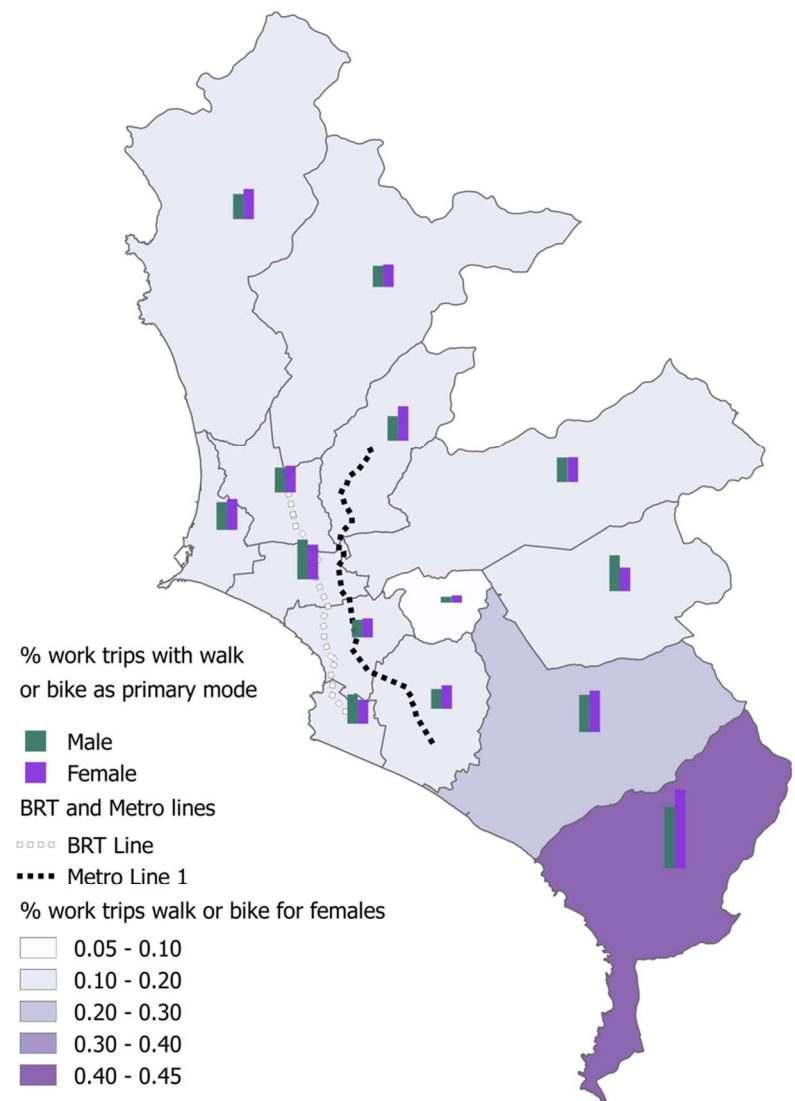 % work trips with walk
or bike as primary mode
Male
Female
BRT and Metro lines
BRT Line
Metro Line 1
% work trips walk or bike for females
0.05 - 0.10
0.10 - 0.20
0.20 - 0.30
0.30 - 0.40
0.40 - 0.45